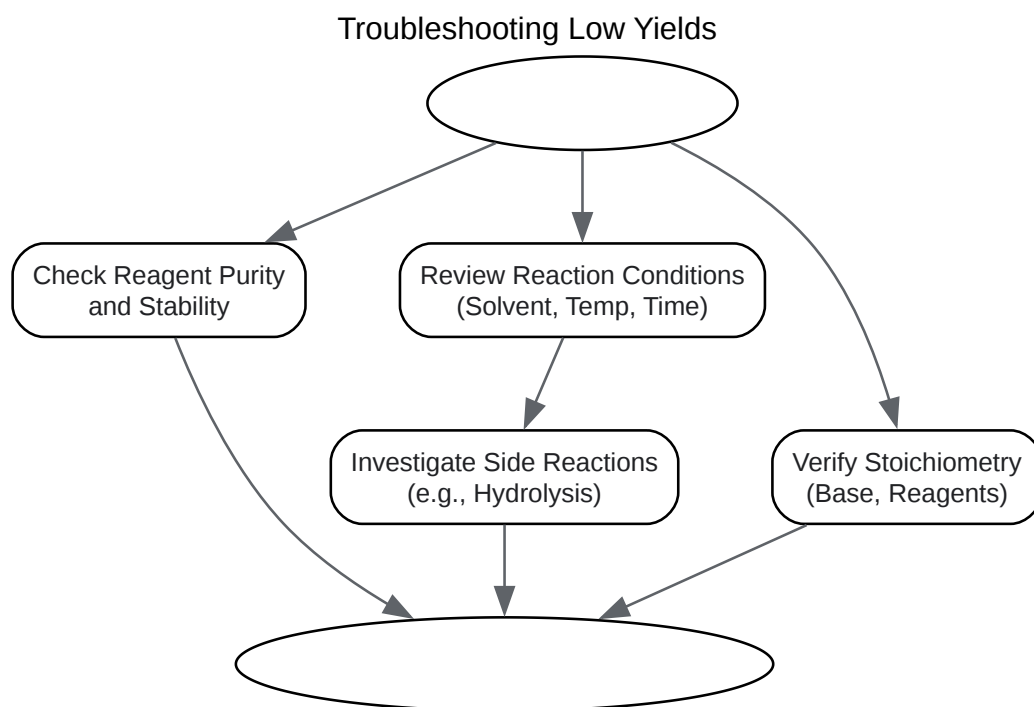 Troubleshooting Low Yields
Check Reagent Purity
and Stability
Review Reaction Conditions
(Solvent, Temp, Time)
Investigate Side Reactions
(e.g., Hydrolysis)
Verify Stoichiometry
(Base, Reagents)